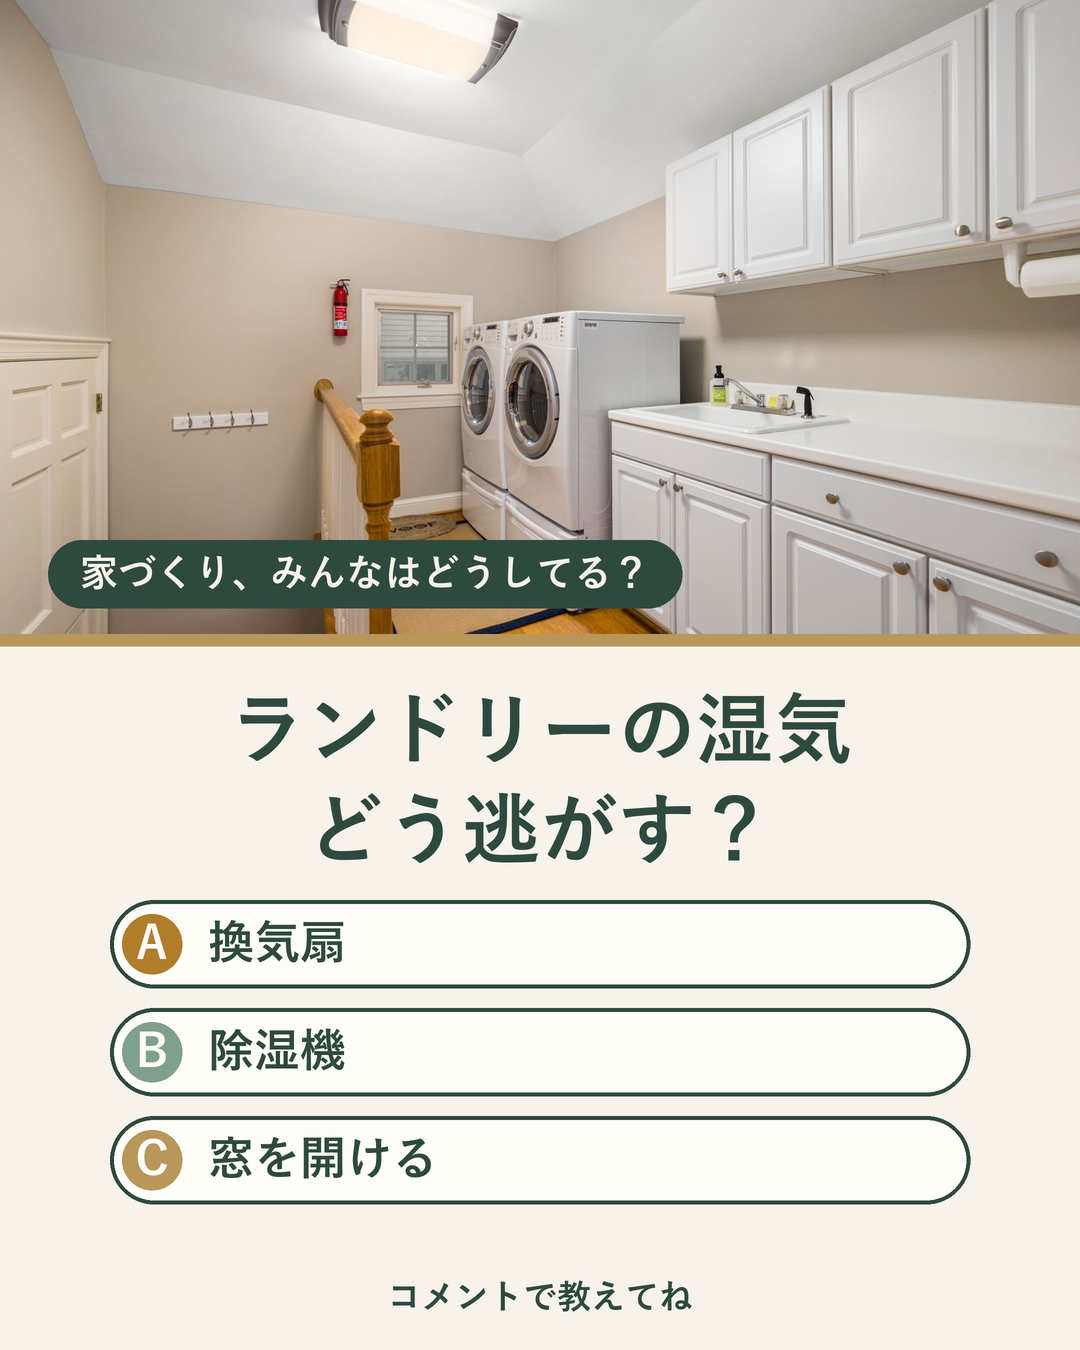 家づくり、みんなはどうしてる？
ランドリーの湿気
どう逃がす？
A 換気扇
B 除湿機
C 窓を開ける
コメントで教えてね